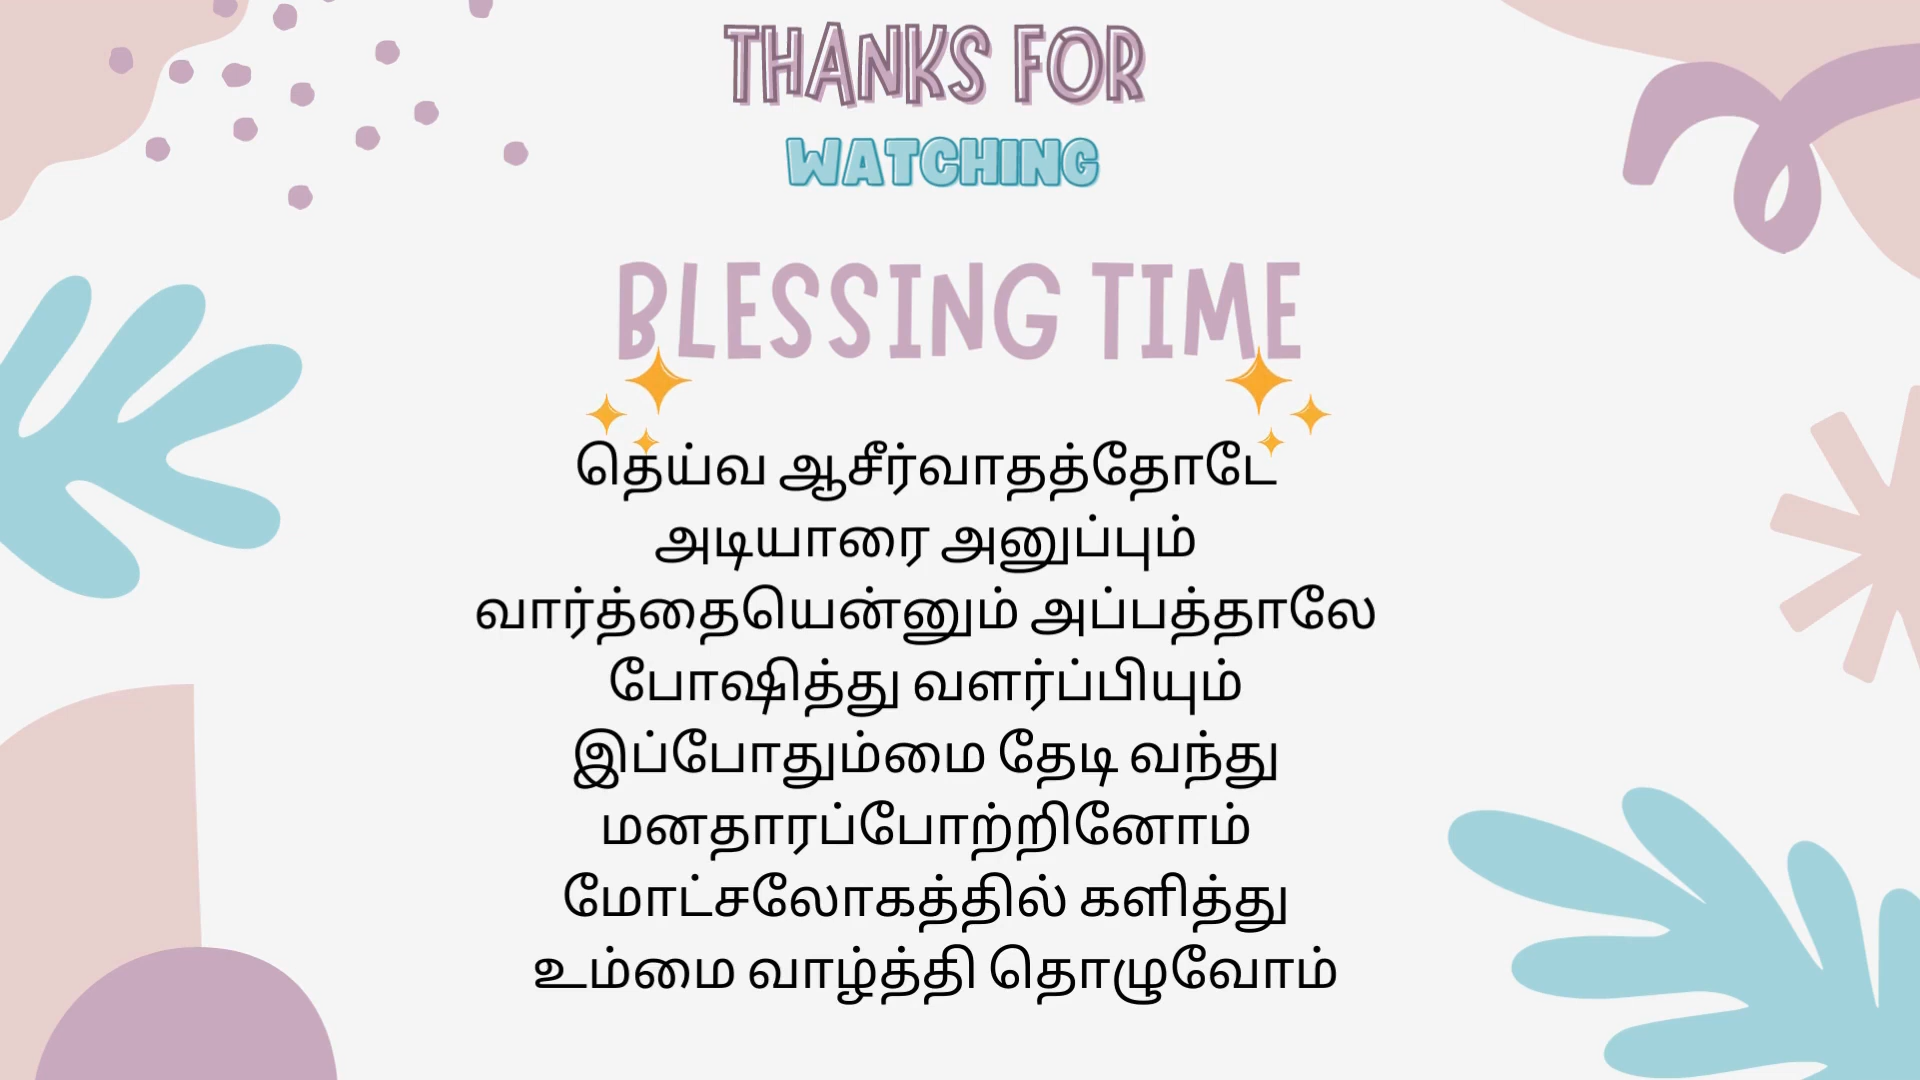 THANKS FOR
WATCHING
BLESSING TIME
தெய்வ ஆசீர்வாதத்தோடே
அடியாரை அனுப்பும்
வார்த்தையென்னும் அப்பத்தாலே
போஷித்து வளர்ப்பியும்
இப்போதும்மை தேடி வந்து
மனதாரப்போற்றினோம்
மோட்சலோகத்தில் களித்து
உம்மை வாழ்த்தி தொழுவோம்